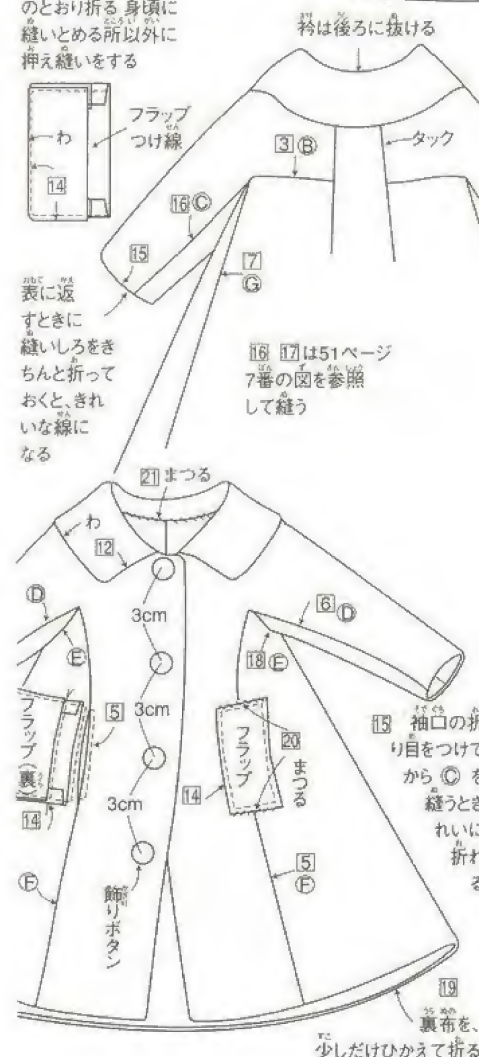 のとおり折る 身頃に
縫いとめる所以外に
押え縫いをする
わ
フラップ
つけ線
14
衿は後ろに抜ける
タック
3 Ⓑ
16 Ⓒ
15
7
Ⓖ
表に返
すときに
縫いしろをき
ちんと折って
おくと、きれ
いな線に
なる
16 17は51ページ
7番の図を参照
して縫う
21 まつる
わ
12
Ⓓ
Ⓔ
3cm
3cm
3cm
6 Ⓓ
18 Ⓔ
5
フラップ(裏)
14
Ⓕ
飾りボタン
フラップ
14
20
まつる
5
Ⓕ
15 袖口の折
り目をつけて
から Ⓒ を
縫うとき
れいに
折れ
る
19
裏布を、
少しだけひかえて折る